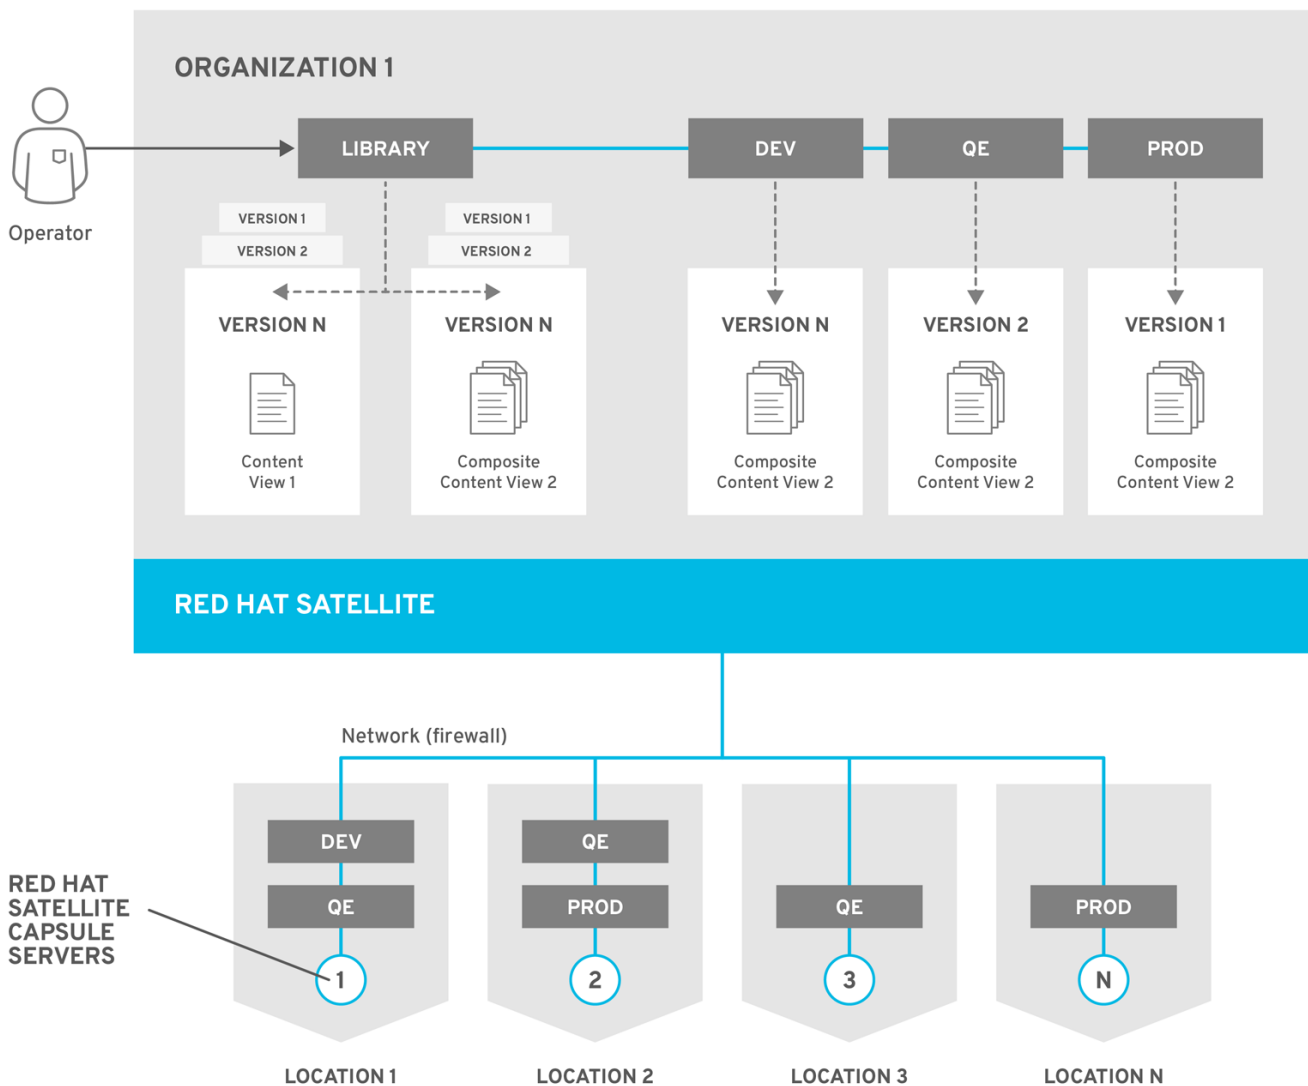 ORGANIZATION 1
LIBRARY
DEV
QE
PROD
Operator
VERSION 1
VERSION 2
VERSION 1
VERSION 2
VERSION N
VERSION N
VERSION N
VERSION 2
VERSION 1
Content
View 1
Composite
Content View 2
Composite
Content View 2
Composite
Content View 2
Composite
Content View 2
RED HAT SATELLITE
Network (firewall)
DEV
QE
1
QE
PROD
2
QE
3
PROD
N
RED HAT
SATELLITE
CAPSULE
SERVERS
LOCATION 1
LOCATION 2
LOCATION 3
LOCATION N